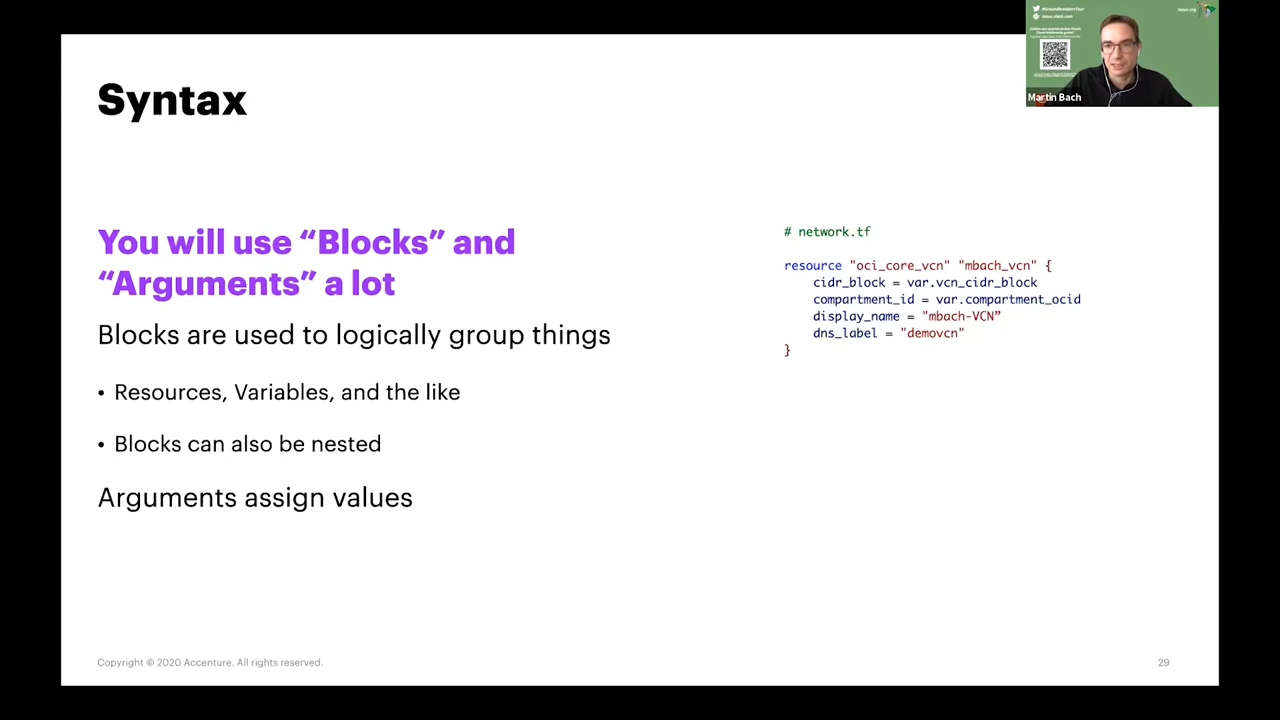 Syntax
You will use “Blocks” and
“Arguments” a lot
Blocks are used to logically group things
• Resources, Variables, and the like
• Blocks can also be nested
Arguments assign values
# network.tf
resource "oci_core_vcn" "mbach_vcn" {
cidr_block = var.vcn_cidr_block
compartment_id = var.compartment_ocid
display_name = "mbach-VCN”
dns_label = "demovcn"
}
Copyright © 2020 Accenture. All rights reserved.
29
#GroundBreakersTour
Martin Bach